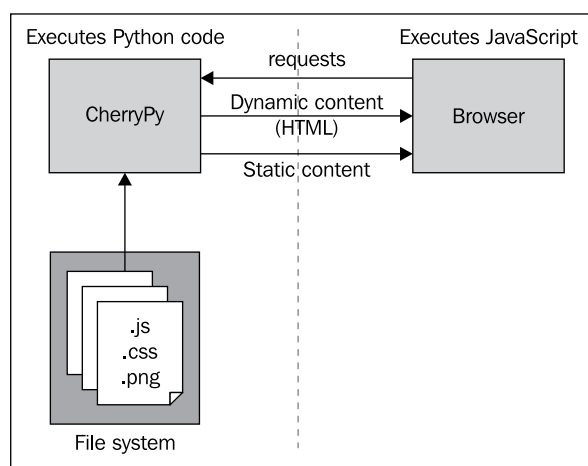 Executes Python code
Executes JavaScript
requests
CherryPy
Dynamic content
(HTML)
Browser
Static content
.js
.css
.png
File system